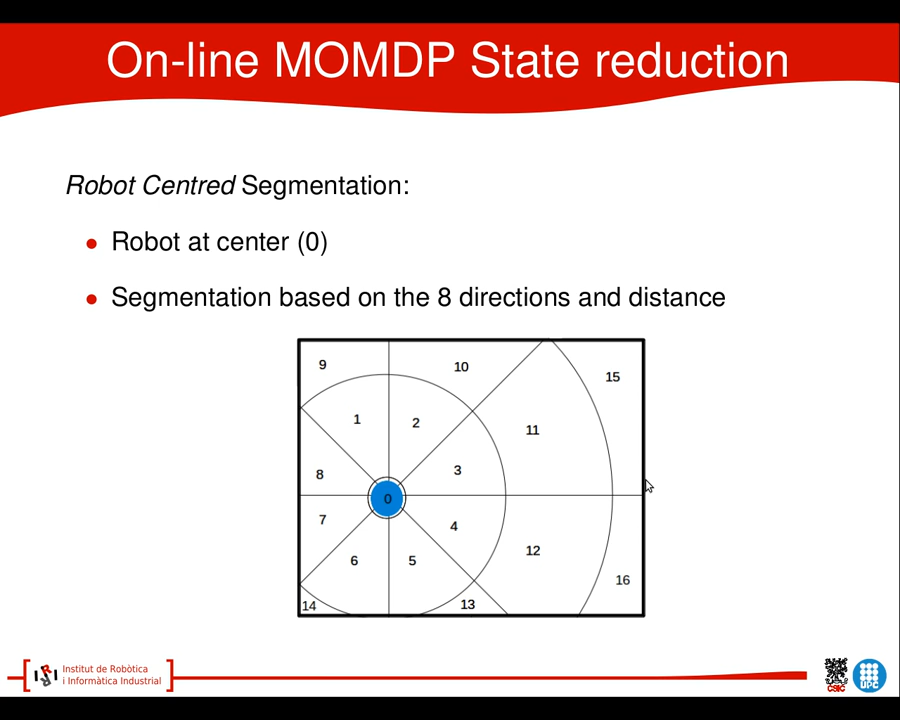 On-line MOMDP State reduction
Robot Centred Segmentation:
Robot at center (0)
Segmentation based on the 8 directions and distance
9
10
15
1
2
11
3
8
0
7
4
12
6
5
16
14
13
Institut de Robòtica
i Informàtica Industrial
CSIC
UPC